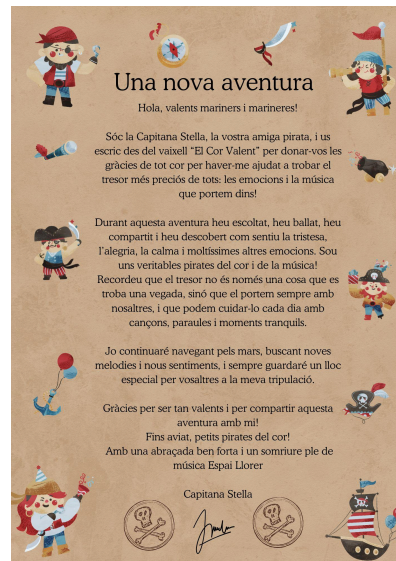 Una nova aventura
Hola, valents mariners i marineres!
Sóc la Capitana Stella, la vostra amiga pirata, i us
escric des del vaixell “El Cor Valent” per donar-vos les
gràcies de tot cor per haver-me ajudat a trobar el
tresor més preciós de tots: les emocions i la música
que portem dins!
Durant aquesta aventura heu escoltat, heu ballat, heu
compartit i heu descobert com sentiu la tristesa,
l’alegria, la calma i moltíssimes altres emocions. Sou
uns veritables pirates del cor i de la música!
Recordeu que el tresor no és només una cosa que es
troba una vegada, sinó que el portem sempre amb
nosaltres, i que podem cuidar-lo cada dia amb
cançons, paraules i moments tranquils.
Jo continuaré navegant pels mars, buscant noves
melodies i nous sentiments, i sempre guardaré un lloc
especial per vosaltres a la meva tripulació.
Gràcies per ser tan valents i per compartir aquesta
aventura amb mi!
Fins aviat, petits pirates del cor!
Amb una abraçada ben forta i un somriure ple de
música Espai Llorer
Capitana Stella